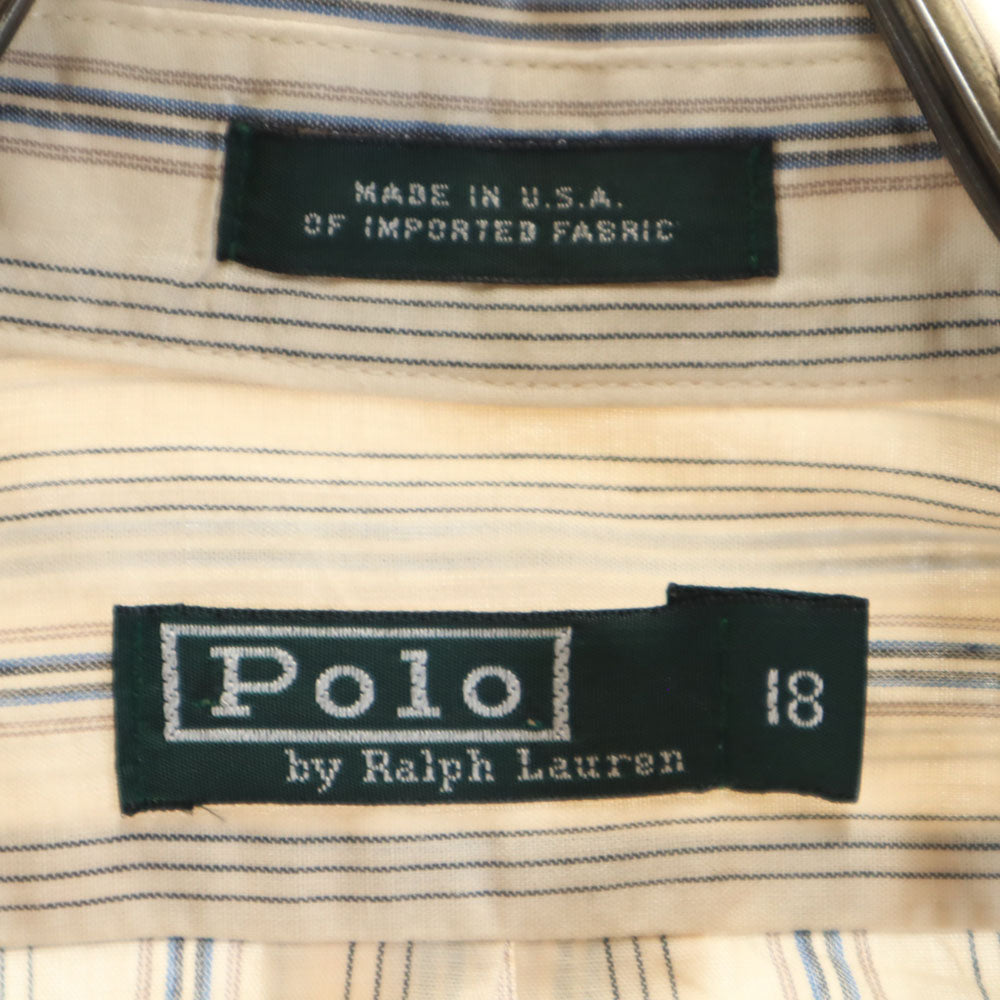 MADE IN U.S.A.
OF IMPORTED FABRIC
Polo
by Ralph Lauren
18